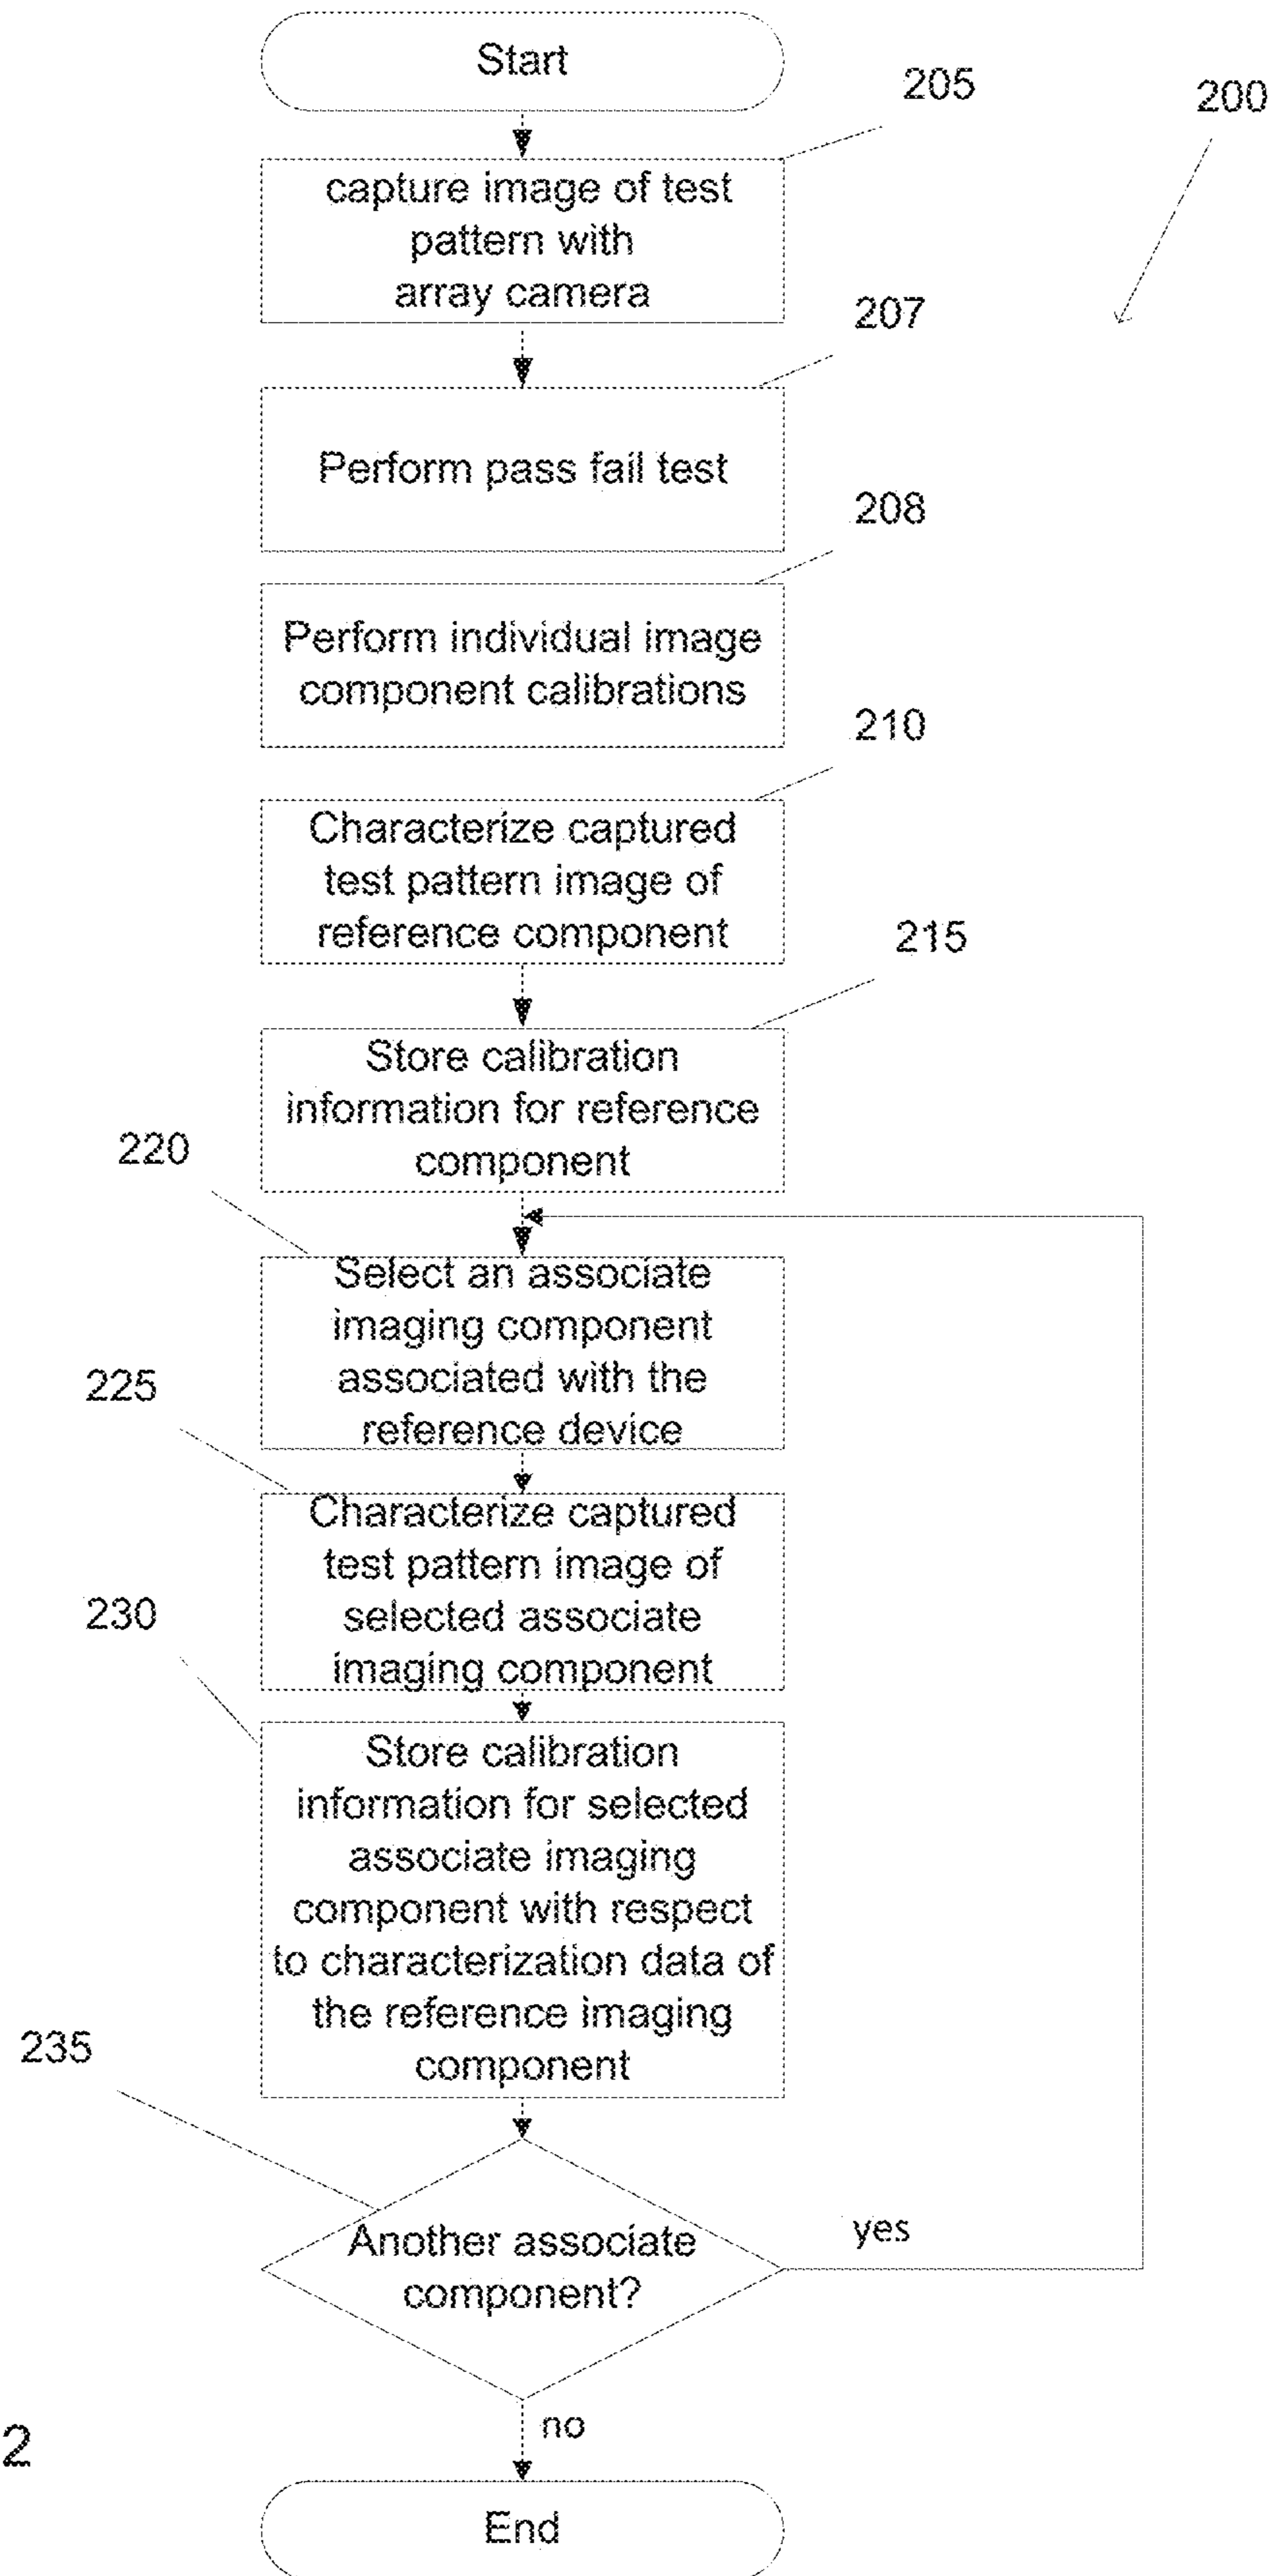 Start
205
200
capture image of test
pattern with
array camera
207
Perform pass fail test
208
Perform individual image
component calibrations
210
Characterize captured
test pattern image of
reference component
215
Store calibration
information for reference
component
220
Select an associate
imaging component
associated with the
reference device
225
Characterize captured
test pattern image of
selected associate
imaging component
230
Store calibration
information for selected
associate imaging
component with respect
to characterization data of
the reference imaging
component
235
Another associate
component?
yes
no
2
End